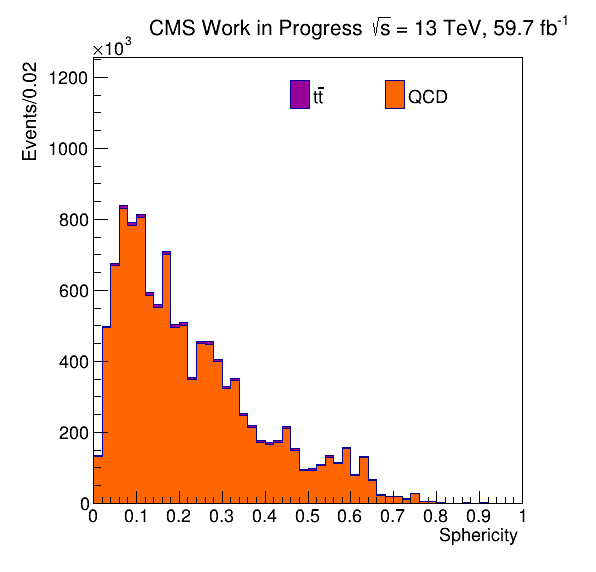 CMS Work in Progress √s = 13 TeV, 59.7 fb⁻¹
×10³
Events/0.02
1200
1000
800
600
400
200
0
tt̄ QCD
0 0.1 0.2 0.3 0.4 0.5 0.6 0.7 0.8 0.9 1
Sphericity